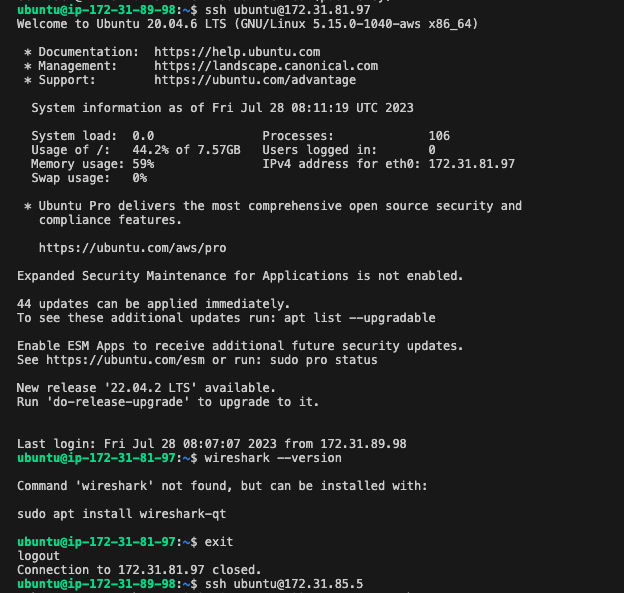 ubuntu@ip-172-31-89-98:~$ ssh ubuntu@172.31.81.97
Welcome to Ubuntu 20.04.6 LTS (GNU/Linux 5.15.0-1040-aws x86_64)
* Documentation: https://help.ubuntu.com
* Management: https://landscape.canonical.com
* Support: https://ubuntu.com/advantage
System information as of Fri Jul 28 08:11:19 UTC 2023
System load: 0.0 Processes: 106
Usage of /: 44.2% of 7.57GB Users logged in: 0
Memory usage: 59% IPv4 address for eth0: 172.31.81.97
Swap usage: 0%
* Ubuntu Pro delivers the most comprehensive open source security and
compliance features.
https://ubuntu.com/aws/pro
Expanded Security Maintenance for Applications is not enabled.
44 updates can be applied immediately.
To see these additional updates run: apt list --upgradable
Enable ESM Apps to receive additional future security updates.
See https://ubuntu.com/esm or run: sudo pro status
New release '22.04.2 LTS' available.
Run 'do-release-upgrade' to upgrade to it.
Last login: Fri Jul 28 08:07:07 2023 from 172.31.89.98
ubuntu@ip-172-31-81-97:~$ wireshark --version
Command 'wireshark' not found, but can be installed with:
sudo apt install wireshark-qt
ubuntu@ip-172-31-81-97:~$ exit
logout
Connection to 172.31.81.97 closed.
ubuntu@ip-172-31-89-98:~$ ssh ubuntu@172.31.85.5